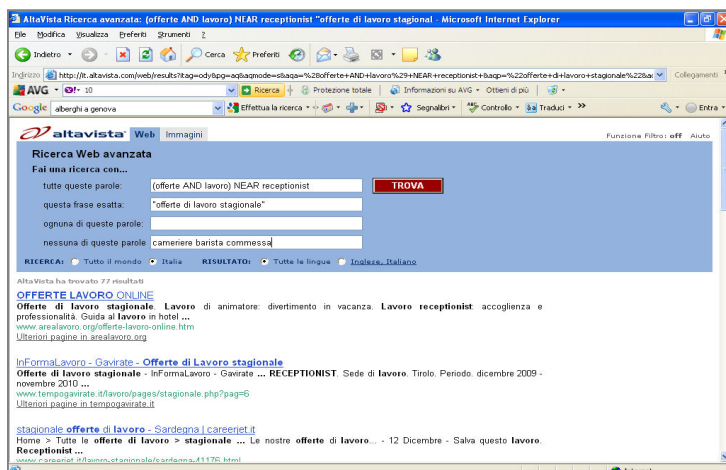 AltaVista Ricerca avanzata: (offerte AND lavoro) NEAR receptionist "offerte di lavoro stagional - Microsoft Internet Explorer
File Modifica Visualizza Preferiti Strumenti ?
Indietro Cerca Preferiti
Indirizzo http://it.altavista.com/web/results?itag=ody&pg=aq&aqmode=s&aqa=%28offerte+AND+lavoro%29+NEAR+receptionist+&aqp=%22offerte+di+lavoro+stagionale%22&a Collegamenti
AVG 10 Ricerca Protezione totale Informazioni su AVG Ottieni di più
Google alberghi a genova Effettua la ricerca Segnalibri Controllo Traduci Entra
altavista Web Immagini
Funzione Filtro: off Aiuto
Ricerca Web avanzata
Fai una ricerca con...
tutte queste parole: (offerte AND lavoro) NEAR receptionist TROVA
questa frase esatta: "offerte di lavoro stagionale"
ognuna di queste parole:
nessuna di queste parole cameriere barista commessa
RICERCA: Tutto il mondo Italia RISULTATO: Tutte le lingue Inglese, Italiano
AltaVista ha trovato 77 risultati
OFFERTE LAVORO ONLINE
Offerte di lavoro stagionale. Lavoro di animatore: divertimento in vacanza. Lavoro receptionist: accoglienza e
professionalità. Guida al lavoro in hotel ...
www.arealavoro.org/offerte-lavoro-online.htm
Ulteriori pagine in arealavoro.org
InFormaLavoro - Gavirate - Offerte di Lavoro stagionale
Offerte di lavoro stagionale - InFormaLavoro - Gavirate ... RECEPTIONIST. Sede di lavoro. Tirolo. Periodo. dicembre 2009 -
novembre 2010 ...
www.tempogavirate.it/lavoro/pages/stagionale.php?pag=6
Ulteriori pagine in tempogavirate.it
stagionale offerte di lavoro - Sardegna | careerjet.it
Home > Tutte le offerte di lavoro > stagionale ... Le nostre offerte di lavoro... - 12 Dicembre - Salva questo lavoro.
Receptionist ...
www.careerjet.it/lavoro-stagionale/sardegna-41176.html